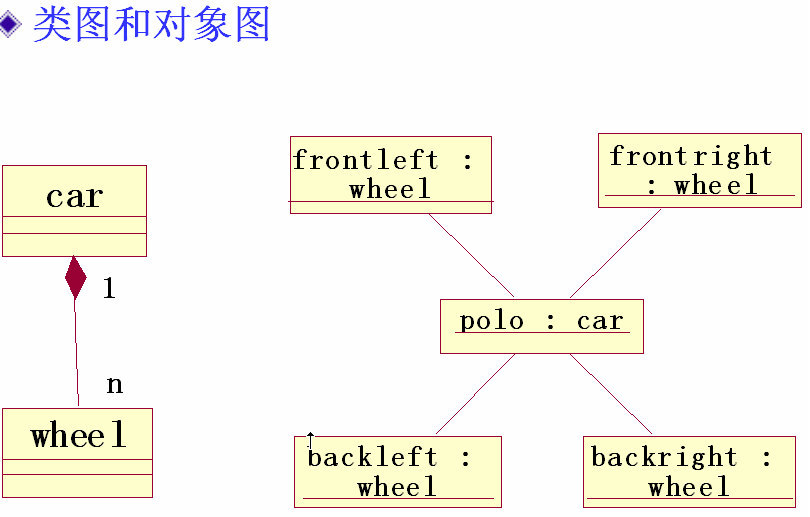 类图和对象图
car
1
n
wheel
frontleft :
wheel
frontright
: wheel
polo : car
backleft :
wheel
backright :
wheel